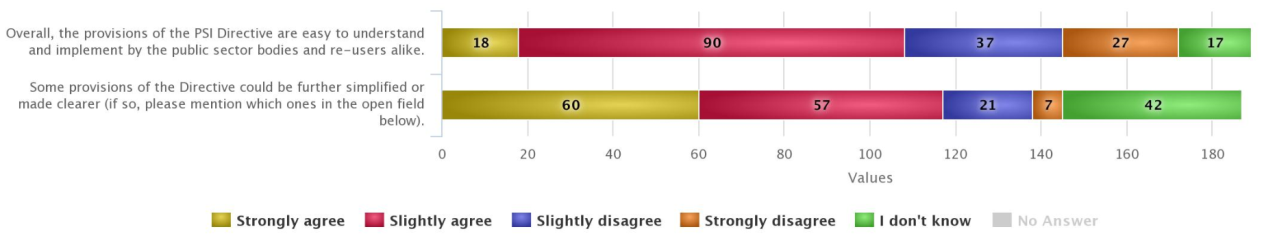 Overall, the provisions of the PSI Directive are easy to understand
and implement by the public sector bodies and re-users alike.
18 90 37 27 17
Some provisions of the Directive could be further simplified or
made clearer (if so, please mention which ones in the open field
below).
60 57 21 7 42
0 20 40 60 80 100 120 140 160 180
Values
Strongly agree Slightly agree Slightly disagree Strongly disagree I don't know No Answer